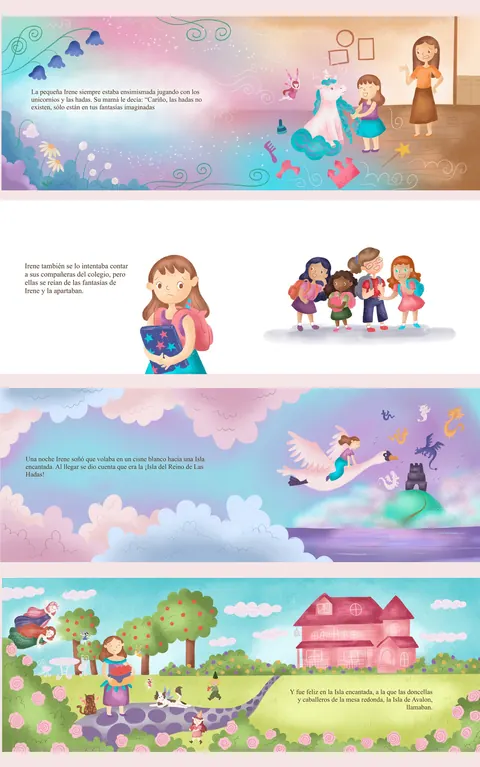 La pequeña Irene siempre estaba ensimismada jugando con los
unicornios y las hadas. Su mamá le decía: “Cariño, las hadas no
existen, sólo están en tus fantasías imaginadas
Irene también se lo intentaba contar
a sus compañeras del colegio, pero
ellas se reían de las fantasías de
Irene y la apartaban.
Una noche Irene soñó que volaba en un cisne blanco hacia una Isla
encantada. Al llegar se dio cuenta que era la ¡Isla del Reino de Las
Hadas!
Y fue feliz en la Isla encantada, a la que las doncellas
y caballeros de la mesa redonda, la Isla de Avalon,
llamaban.